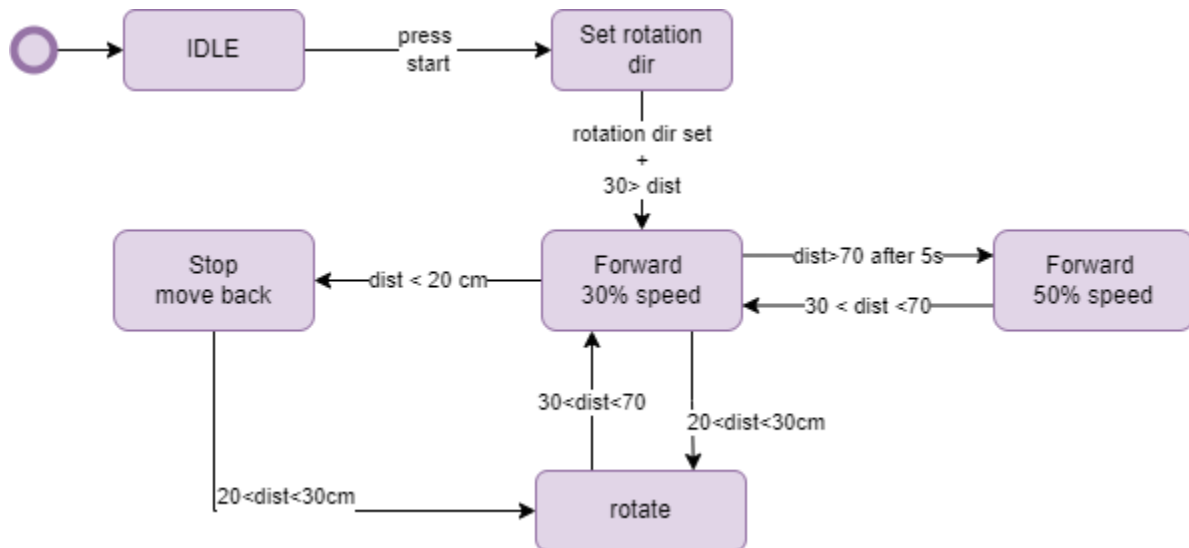 IDLE
press
start
Set rotation
dir
rotation dir set
+
30> dist
Stop
move back
dist < 20 cm
Forward
30% speed
dist>70 after 5s
30 < dist <70
Forward
50% speed
30<dist<70
20<dist<30cm
20<dist<30cm
rotate